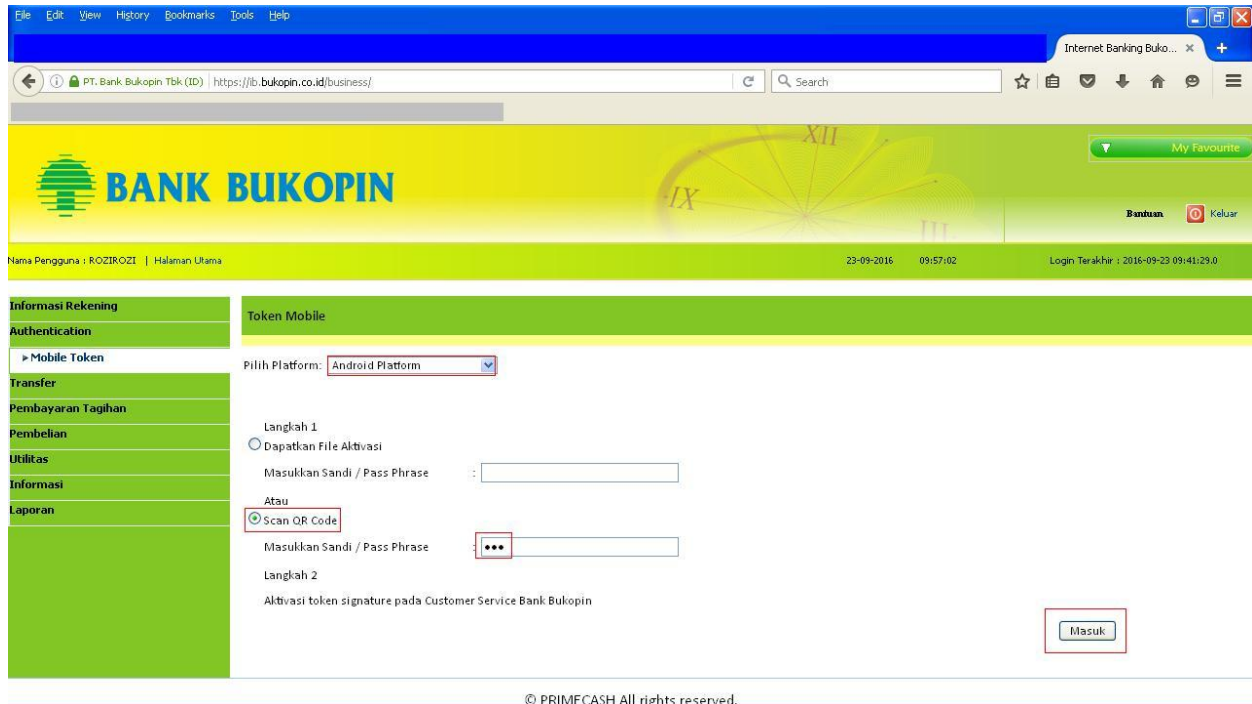 File Edit View History Bookmarks Tools Help
Internet Banking Buko...
PT. Bank Bukopin Tbk (ID) https://ib.bukopin.co.id/business/ Search
XII
IX
III
My Favourite
BANK BUKOPIN
Bantuan Keluar
Nama Pengguna : ROZIROZI | Halaman Utama 23-09-2016 09:57:02 Login Terakhir : 2016-09-23 09:41:29.0
Informasi Rekening
Authentication
Mobile Token
Transfer
Pembayaran Tagihan
Pembelian
Utilitas
Informasi
Laporan
Token Mobile
Pilih Platform: Android Platform
Langkah 1
Dapatkan File Aktivasi
Masukkan Sandi / Pass Phrase :
Atau
Scan QR Code
Masukkan Sandi / Pass Phrase : •••
Langkah 2
Aktivasi token signature pada Customer Service Bank Bukopin
Masuk
© PRIMECASH All rights reserved.